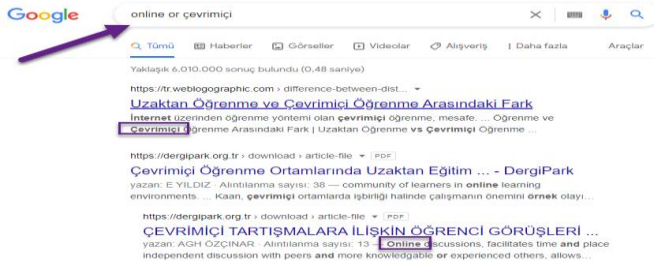 Google
online or çevrimiçi
Tümü Haberler Görseller Videolar Alışveriş Daha fazla Araçlar
Yaklaşık 6.010.000 sonuç bulundu (0,48 saniye)
https://tr.weblogographic.com › difference-between-dist...
Uzaktan Öğrenme ve Çevrimiçi Öğrenme Arasındaki Fark
İnternet üzerinden öğrenme yöntemi olan çevrimiçi öğrenme, mesafe. ... Öğrenme ve
Çevrimiçi Öğrenme Arasındaki Fark | Uzaktan Öğrenme vs Çevrimiçi Öğrenme ...
https://dergipark.org.tr › download › article-file PDF
Çevrimiçi Öğrenme Ortamlarında Uzaktan Eğitim ... - DergiPark
yazan: E YILDIZ · Alıntılanma sayısı: 38 — community of learners in online learning
environments. ... Kaan, çevrimiçi ortamlarda işbirliği halinde çalışmanın önemini örnek olayı...
https://dergipark.org.tr › download › article-file PDF
ÇEVRİMİÇİ TARTIŞMALARA İLİŞKİN ÖĞRENCİ GÖRÜŞLERİ ...
yazan: AGH ÖZÇINAR · Alıntılanma sayısı: 13 — Online discussions, facilitates time and place
independent discussion with peers and more knowledgable or experienced others, allows...